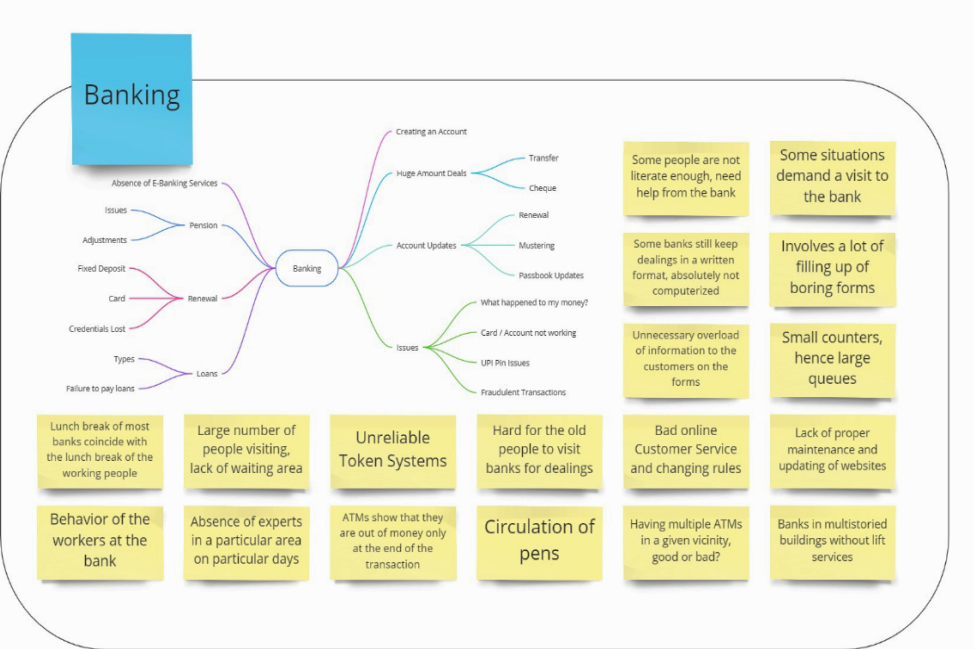 Banking
Absence of E-Banking Services
Issues
Pension
Adjustments
Fixed Deposit
Card
Renewal
Credentials Lost
Types
Loans
Failure to pay loans
Banking
Creating an Account
Huge Amount Deals
Transfer
Cheque
Account Updates
Renewal
Mustering
Passbook Updates
Issues
What happened to my money?
Card / Account not working
UPI Pin Issues
Fraudulent Transactions
Some people are not
literate enough, need
help from the bank
Some situations
demand a visit to
the bank
Some banks still keep
dealings in a written
format, absolutely not
computerized
Involves a lot of
filling up of
boring forms
Unnecessary overload
of information to the
customers on the
forms
Small counters,
hence large
queues
Lunch break of most
banks coincide with
the lunch break of the
working people
Large number of
people visiting,
lack of waiting area
Unreliable
Token Systems
Hard for the old
people to visit
banks for dealings
Bad online
Customer Service
and changing rules
Lack of proper
maintenance and
updating of websites
Behavior of the
workers at the
bank
Absence of experts
in a particular area
on particular days
ATMs show that they
are out of money only
at the end of the
transaction
Circulation of
pens
Having multiple ATMs
in a given vicinity,
good or bad?
Banks in multistoried
buildings without lift
services